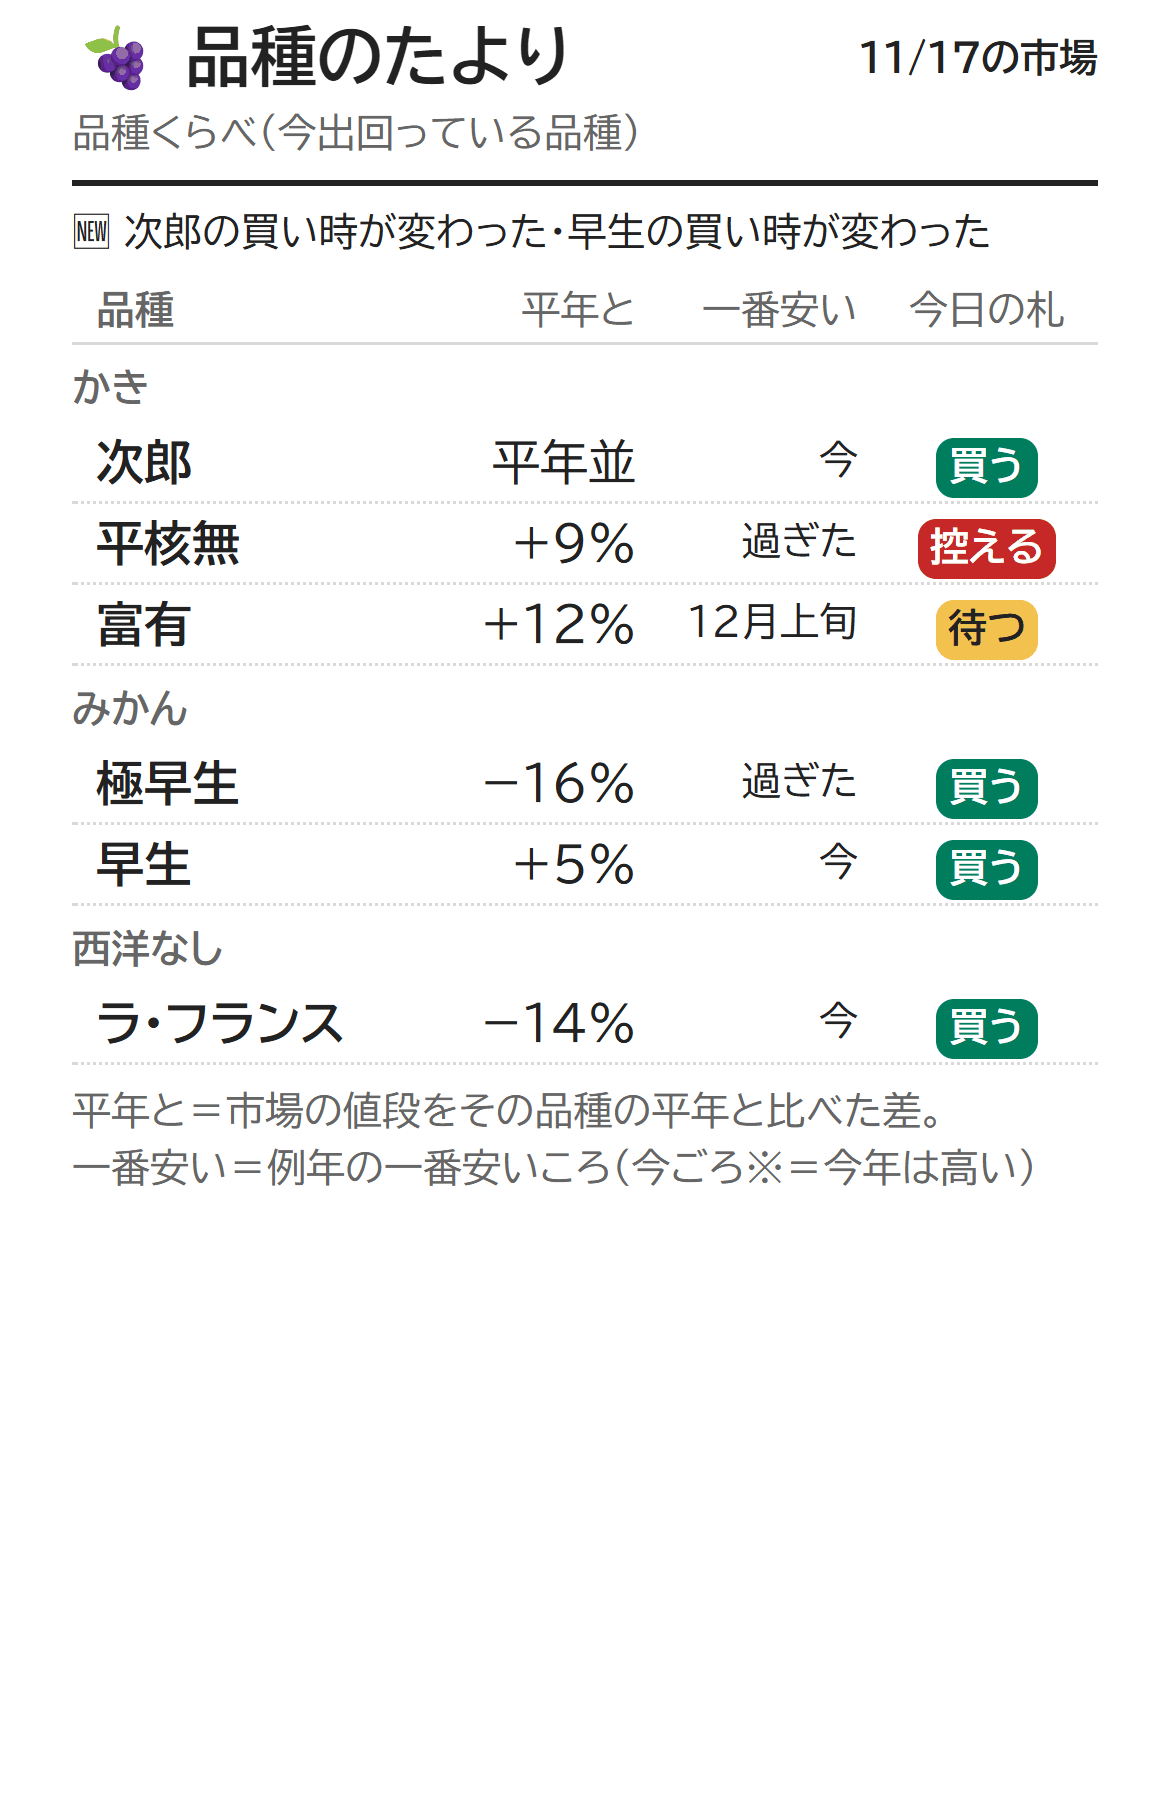 品種のたより 11/17の市場
品種くらべ(今出回っている品種)
NEW 次郎の買い時が変わった・早生の買い時が変わった
品種 平年と 一番安い 今日の札
かき
次郎 平年並 今 買う
平核無 +9% 過ぎた 控える
富有 +12% 12月上旬 待つ
みかん
極早生 −16% 過ぎた 買う
早生 +5% 今 買う
西洋なし
ラ・フランス −14% 今 買う
平年と=市場の値段をその品種の平年と比べた差。
一番安い=例年の一番安いころ(今ごろ※=今年は高い)